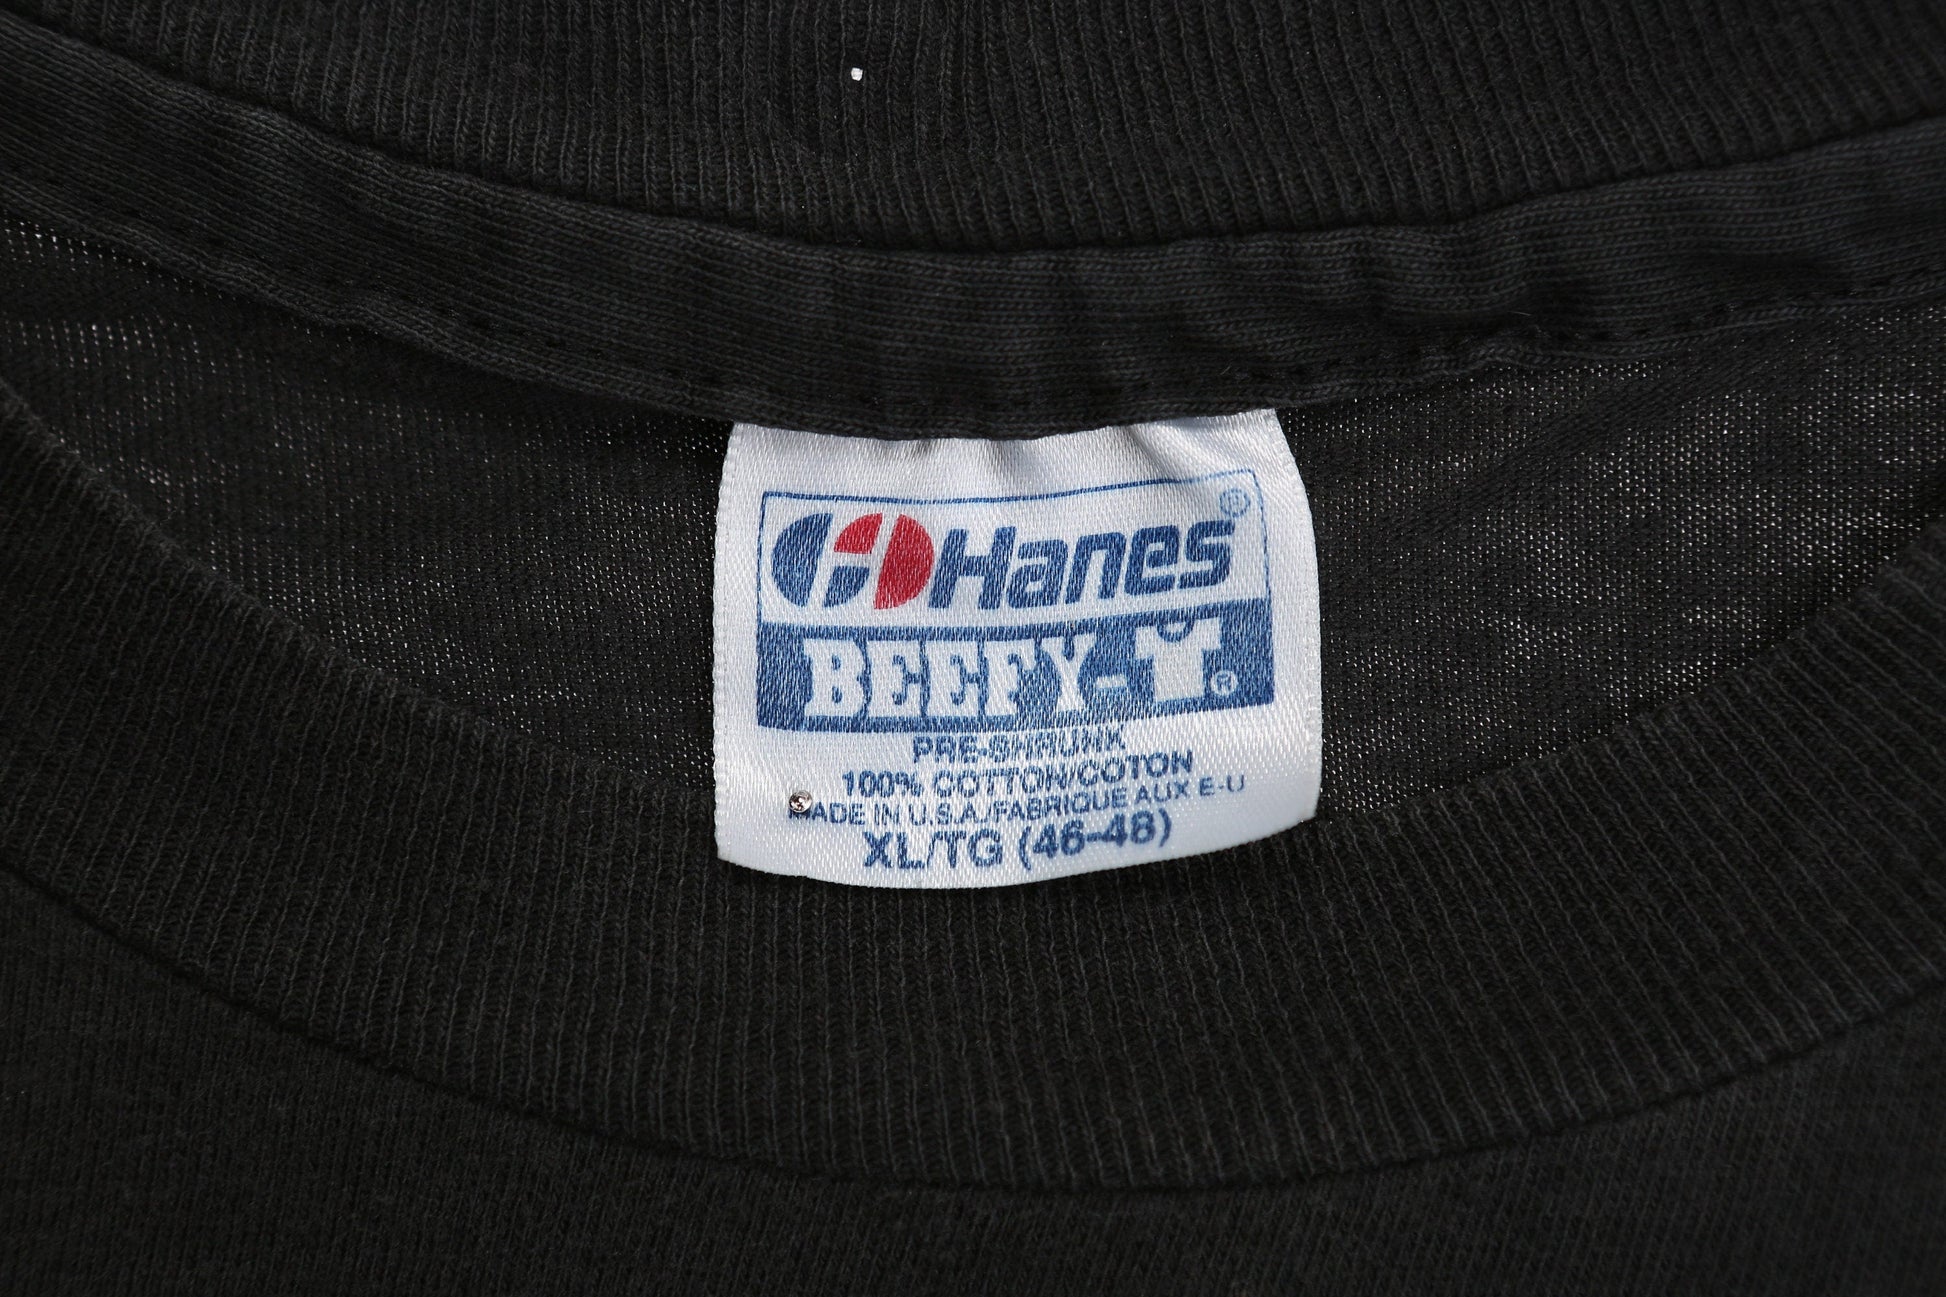 Hanes®
BEEFY-T®
PRE-SHRUNK
100% COTTON/COTON
MADE IN U.S.A./FABRIQUE AUX E-U
XL/TG (46-48)